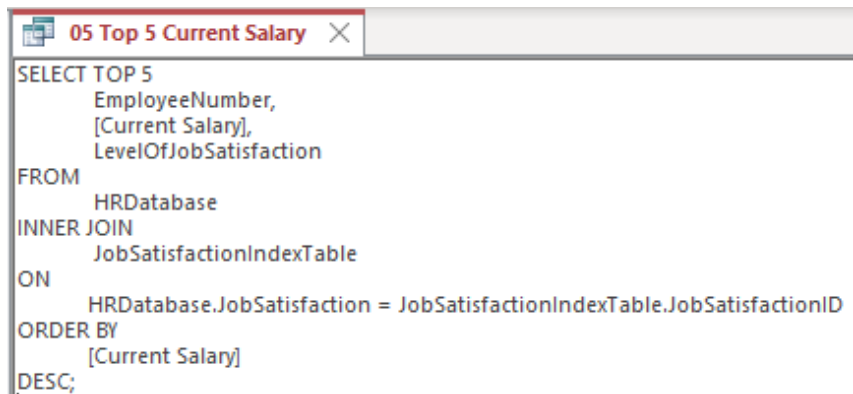 05 Top 5 Current Salary
SELECT TOP 5
EmployeeNumber,
[Current Salary],
LevelOfJobSatisfaction
FROM
HRDatabase
INNER JOIN
JobSatisfactionIndexTable
ON
HRDatabase.JobSatisfaction = JobSatisfactionIndexTable.JobSatisfactionID
ORDER BY
[Current Salary]
DESC;